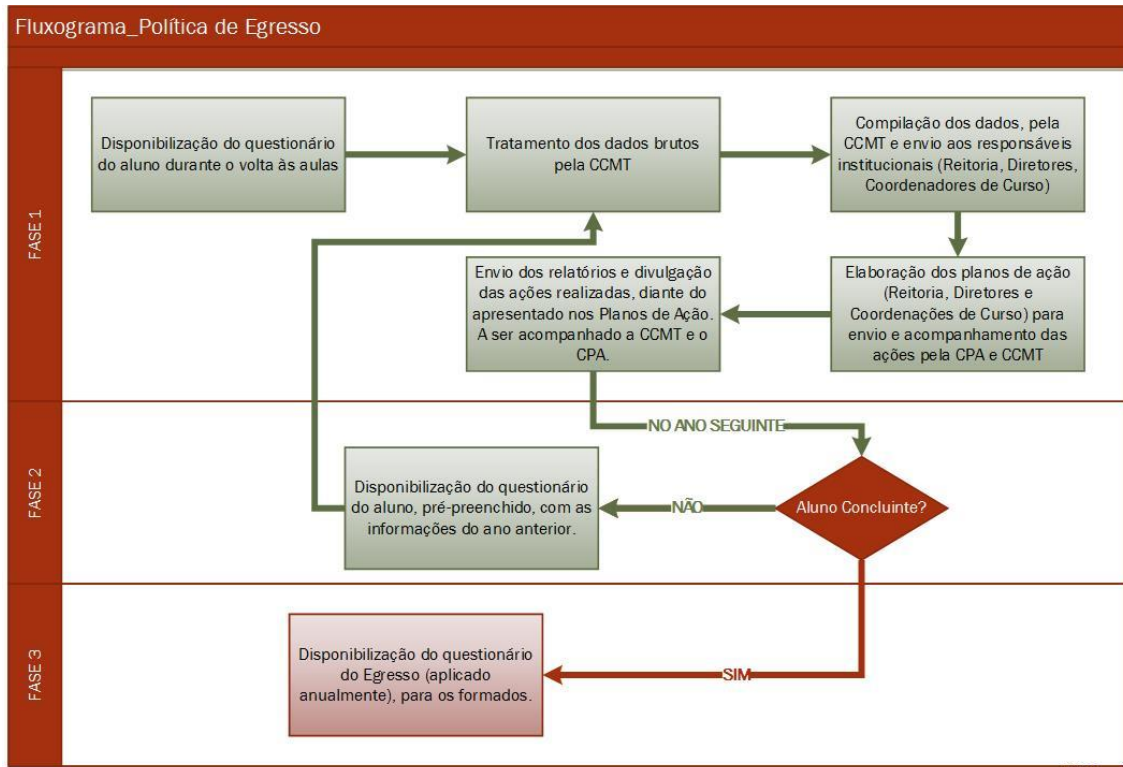 Fluxograma_Política de Egresso
FASE 1
Disponibilização do questionário
do aluno durante o volta às aulas
Tratamento dos dados brutos
pela CCMT
Compilação dos dados, pela
CCMT e envio aos responsáveis
institucionais (Reitoria, Diretores,
Coordenadores de Curso)
Elaboração dos planos de ação
(Reitoria, Diretores e
Coordenações de Curso) para
envio e acompanhamento das
ações pela CPA e CCMT
Envio dos relatórios e divulgação
das ações realizadas, diante do
apresentado nos Planos de Ação.
A ser acompanhado a CCMT e o
CPA.
NO ANO SEGUINTE
FASE 2
Aluno Concluinte?
NÃO
Disponibilização do questionário
do aluno, pré-preenchido, com as
informações do ano anterior.
FASE 3
SIM
Disponibilização do questionário
do Egresso (aplicado
anualmente), para os formados.